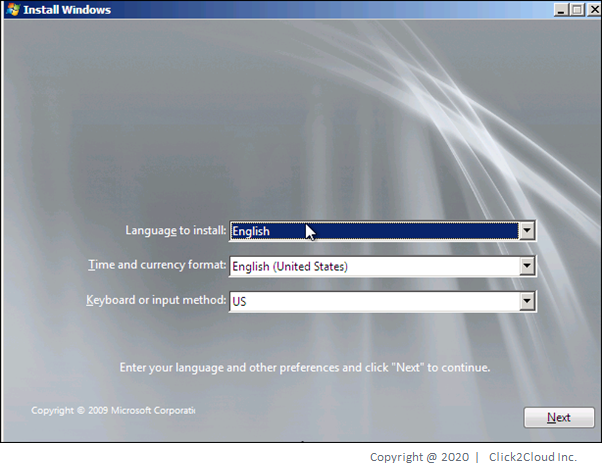 Install Windows
Language to install: English
Time and currency format: English (United States)
Keyboard or input method: US
Enter your language and other preferences and click "Next" to continue.
Copyright © 2009 Microsoft Corporati
Next
Copyright @ 2020 | Click2Cloud Inc.